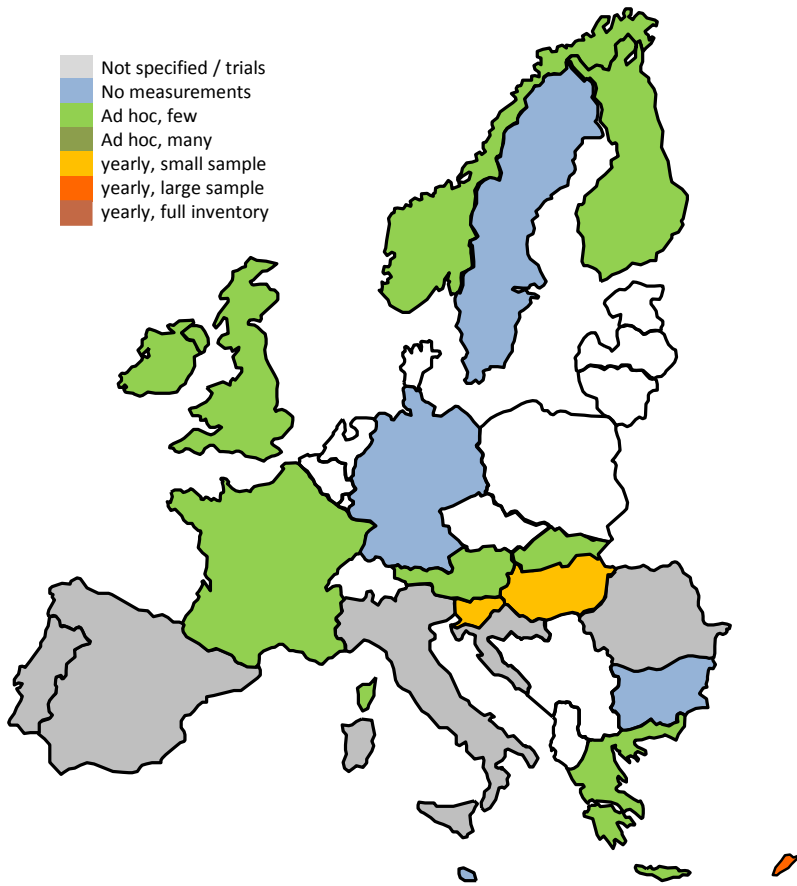 Not specified / trials
No measurements
Ad hoc, few
Ad hoc, many
yearly, small sample
yearly, large sample
yearly, full inventory